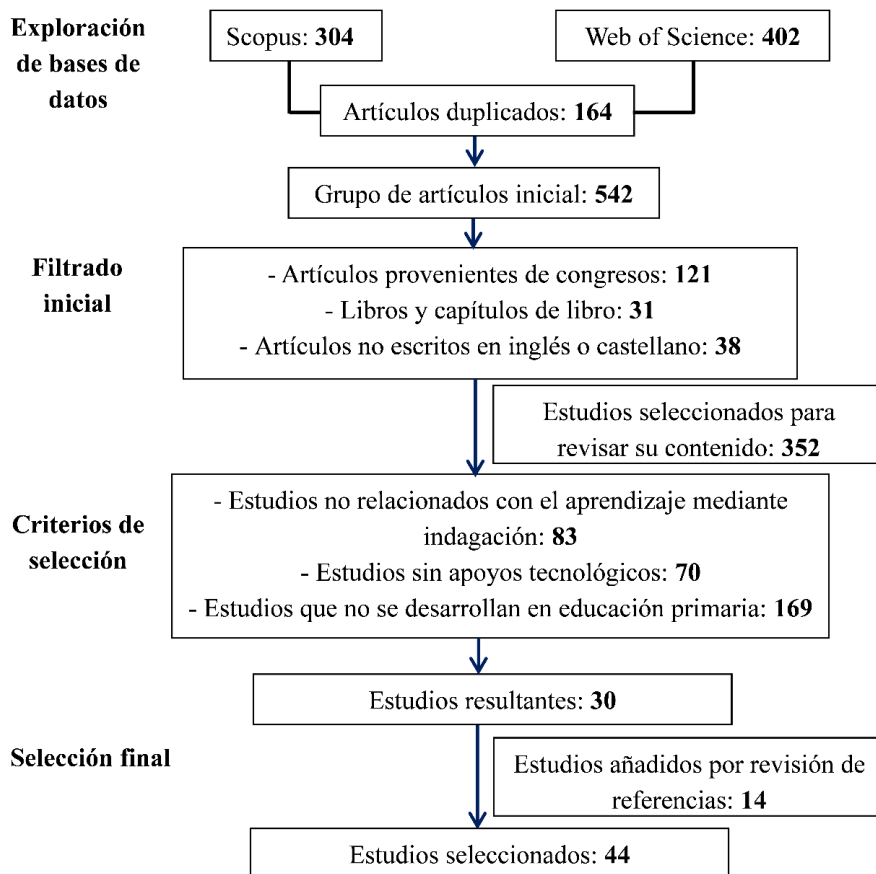 Exploración
de bases de
datos
Scopus: 304
Web of Science: 402
Artículos duplicados: 164
Grupo de artículos inicial: 542
Filtrado
inicial
- Artículos provenientes de congresos: 121
- Libros y capítulos de libro: 31
- Artículos no escritos en inglés o castellano: 38
Estudios seleccionados para
revisar su contenido: 352
Criterios de
selección
- Estudios no relacionados con el aprendizaje mediante
indagación: 83
- Estudios sin apoyos tecnológicos: 70
- Estudios que no se desarrollan en educación primaria: 169
Estudios resultantes: 30
Selección final
Estudios añadidos por revisión de
referencias: 14
Estudios seleccionados: 44